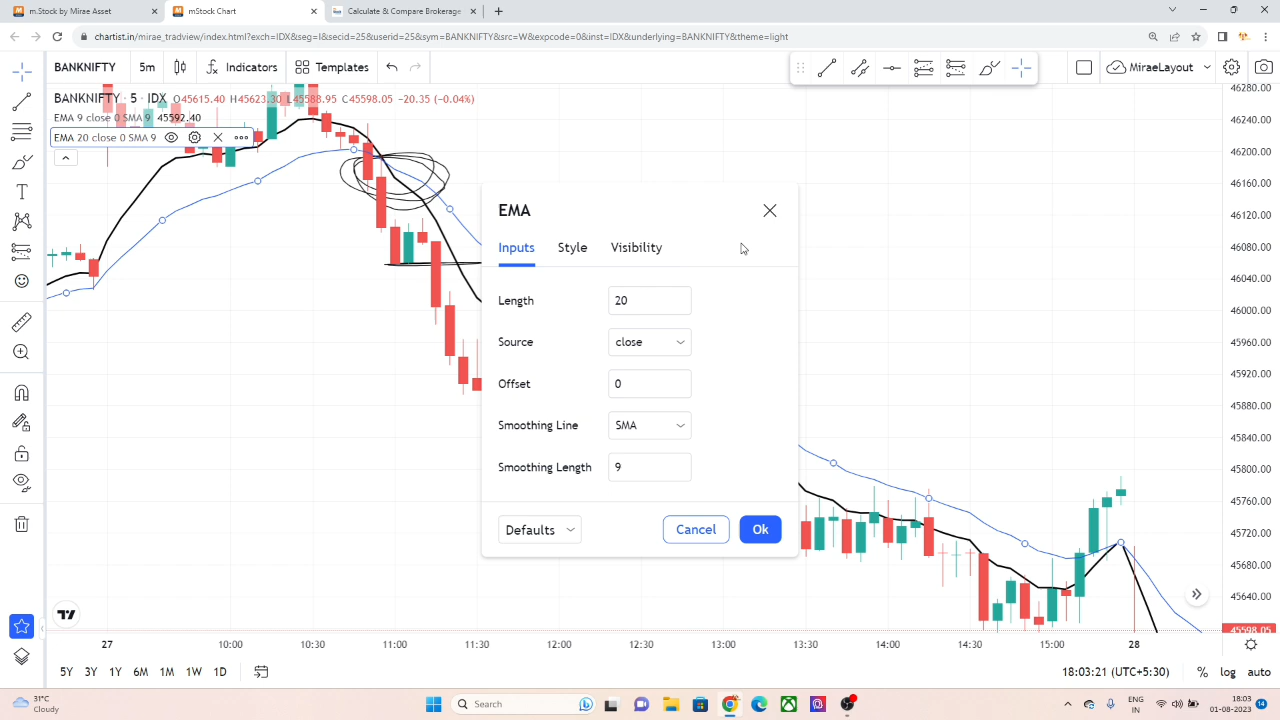 m.Stock by Mirae Asset
mStock Chart
Calculate & Compare Brokerage
chartist.in/mirae_tradview/index.html?exch=IDX&seg=I&secid=25&userid=25&sym=BANKNIFTY&src=W&expcode=0&inst=IDX&underlying=BANKNIFTY&theme=light
BANKNIFTY 5m Indicators Templates MiraeLayout
BANKNIFTY · 5 · IDX O45615.40 H45623.30 L45588.95 C45598.05 -20.35 (-0.04%)
EMA 9 close 0 SMA 9 45592.40
EMA 20 close 0 SMA 9
EMA
Inputs Style Visibility
Length 20
Source close
Offset 0
Smoothing Line SMA
Smoothing Length 9
Defaults Cancel Ok
46280.00
46240.00
46200.00
46160.00
46120.00
46080.00
46040.00
46000.00
45960.00
45920.00
45880.00
45840.00
45800.00
45760.00
45720.00
45680.00
45640.00
45598.05
27 10:00 10:30 11:00 11:30 12:00 12:30 13:00 13:30 14:00 14:30 15:00 28
5Y 3Y 1Y 6M 1M 1W 1D 18:03:21 (UTC+5:30) % log auto
31°C
Cloudy
Search
ENG
IN
18:03
01-08-2023
14